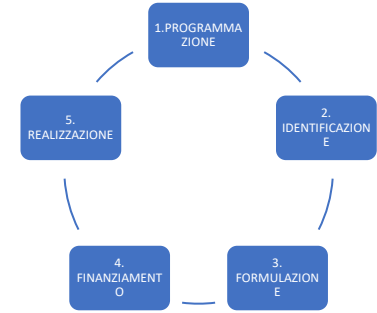 1.PROGRAMMA
ZIONE
2.
IDENTIFICAZION
E
3.
FORMULAZION
E
4.
FINANZIAMENT
O
5.
REALIZZAZIONE